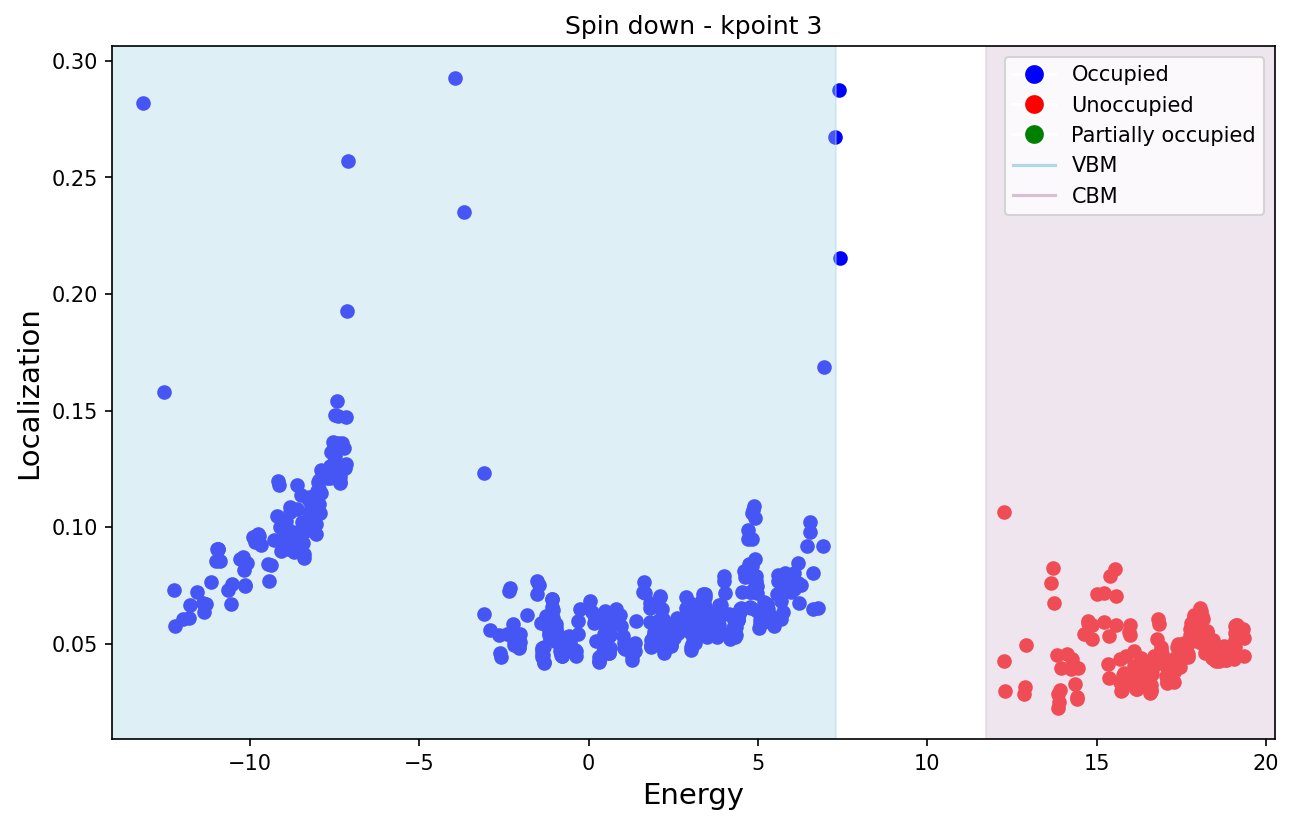 Spin down - kpoint 3
0.30
0.25
0.20
0.15
0.10
0.05
Localization
Occupied
Unoccupied
Partially occupied
VBM
CBM
−10
−5
0
5
10
15
20
Energy